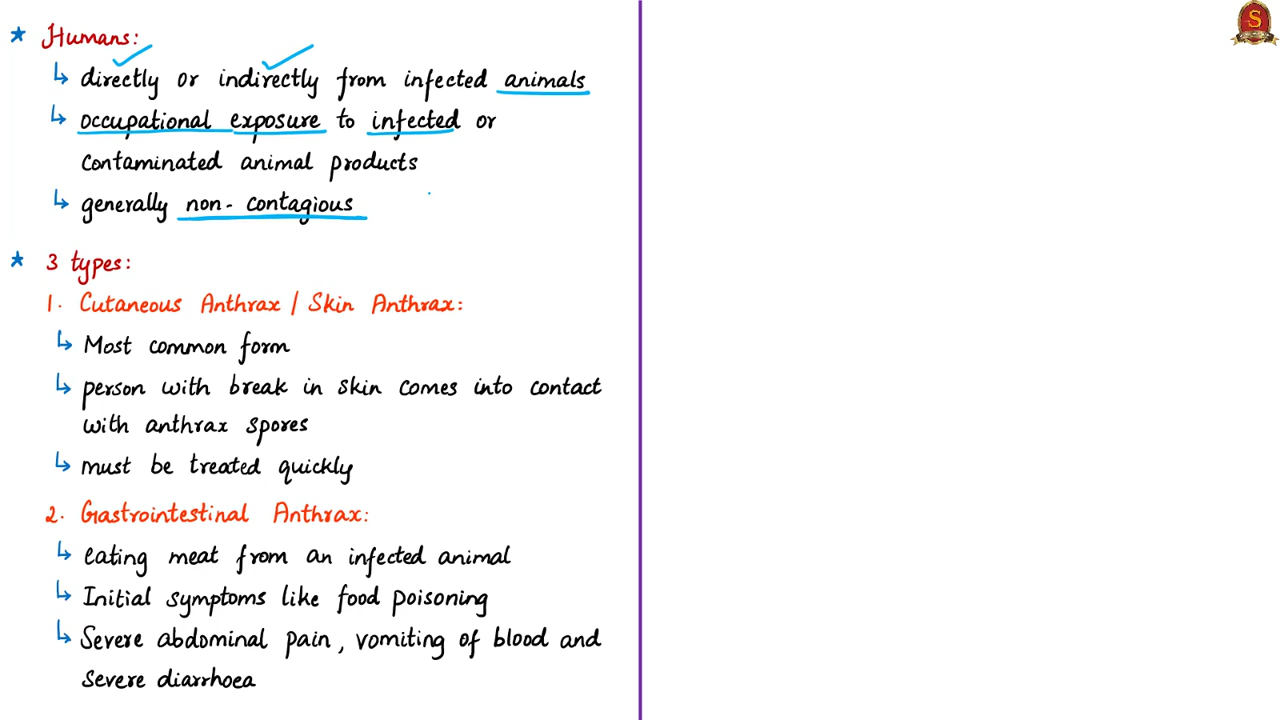 * Humans:
↳ directly or indirectly from infected animals
↳ occupational exposure to infected or
contaminated animal products
↳ generally non-contagious
* 3 types:
1. Cutaneous Anthrax / Skin Anthrax:
↳ Most common form
↳ person with break in skin comes into contact
with anthrax spores
↳ must be treated quickly
2. Gastrointestinal Anthrax:
↳ eating meat from an infected animal
↳ Initial symptoms like food poisoning
↳ Severe abdominal pain, vomiting of blood and
severe diarrhoea
S